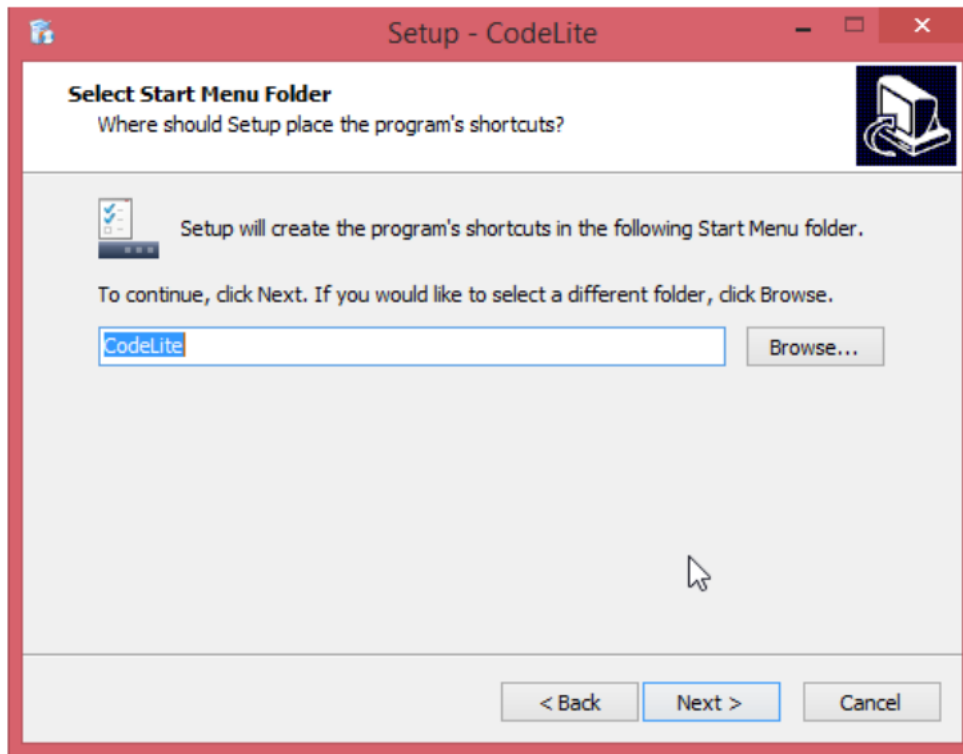 Setup - CodeLite
Select Start Menu Folder
Where should Setup place the program's shortcuts?
Setup will create the program's shortcuts in the following Start Menu folder.
To continue, click Next. If you would like to select a different folder, click Browse.
CodeLite
Browse...
< Back
Next >
Cancel